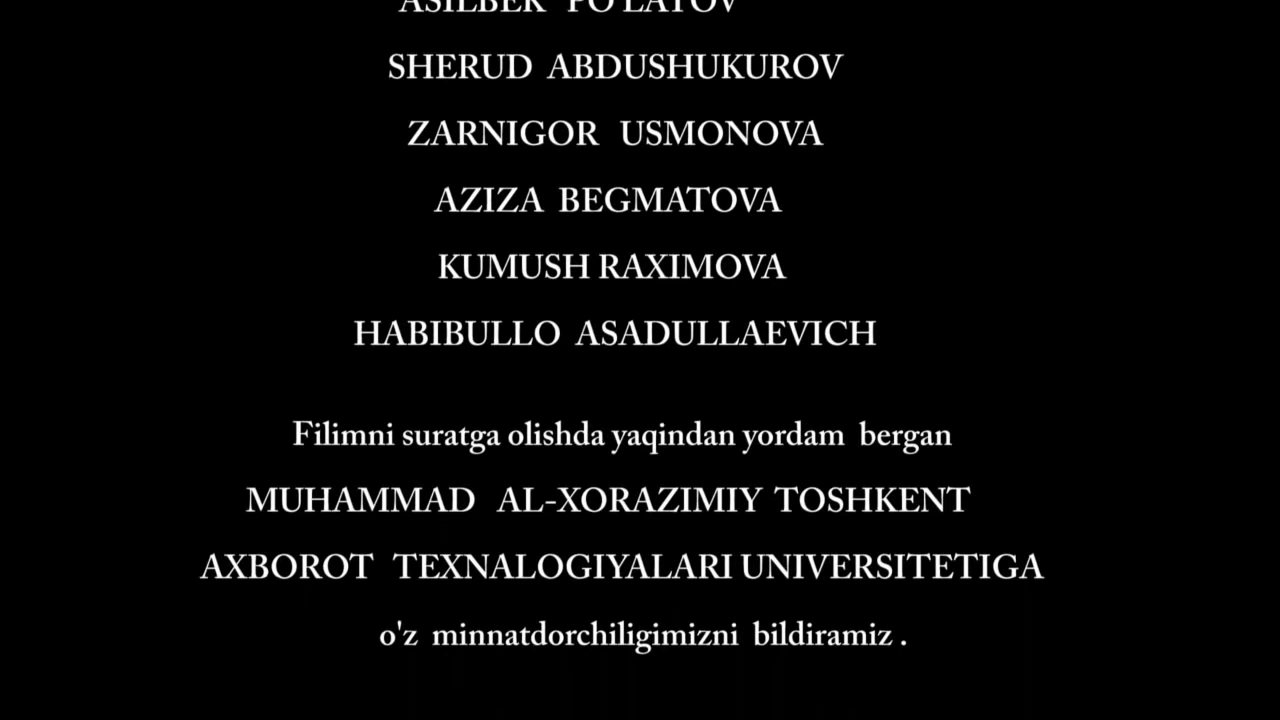 ASILBEK PO'LATOV
SHERUD ABDUSHUKUROV
ZARNIGOR USMONOVA
AZIZA BEGMATOVA
KUMUSH RAXIMOVA
HABIBULLO ASADULLAEVICH
Filimni suratga olishda yaqindan yordam bergan
MUHAMMAD AL-XORAZIMIY TOSHKENT
AXBOROT TEXNALOGIYALARI UNIVERSITETIGA
o'z minnatdorchiligimizni bildiramiz .